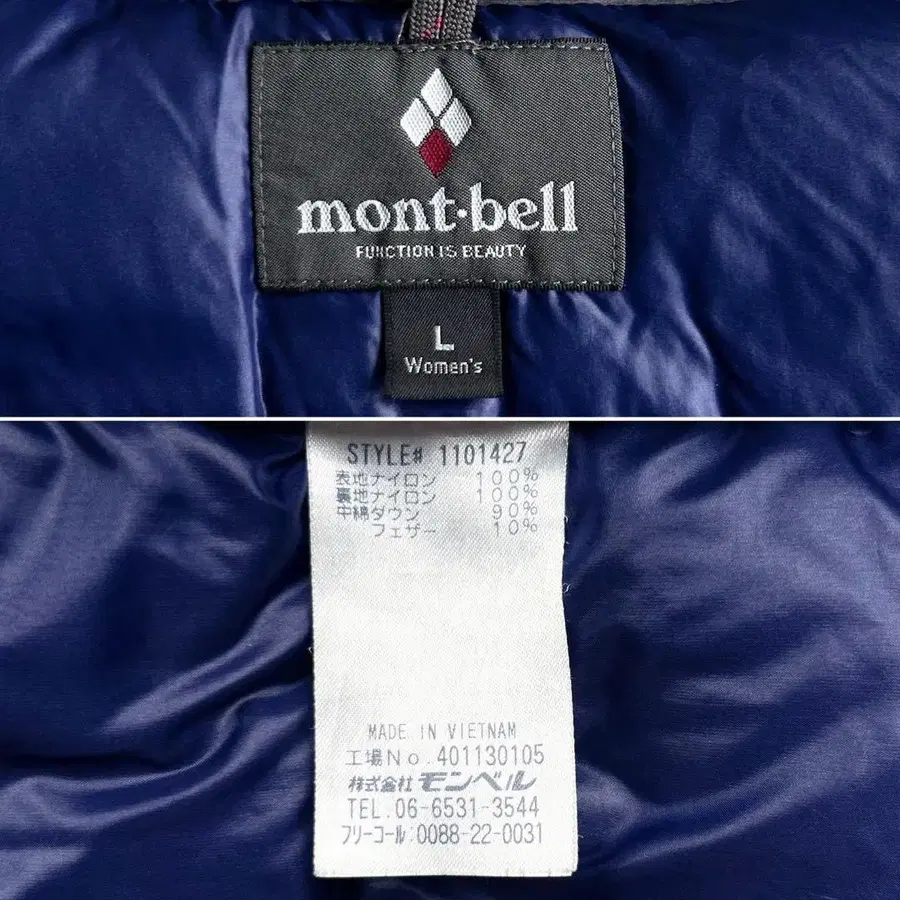 mont·bell
FUNCTION IS BEAUTY
L
Women's
STYLE# 1101427
表地ナイロン 100%
裏地ナイロン 100%
中綿ダウン 90%
フェザー 10%
MADE IN VIETNAM
工場No. 401130105
株式会社 モンベル
TEL. 06-6531-3544
フリーコール:0088-22-0031